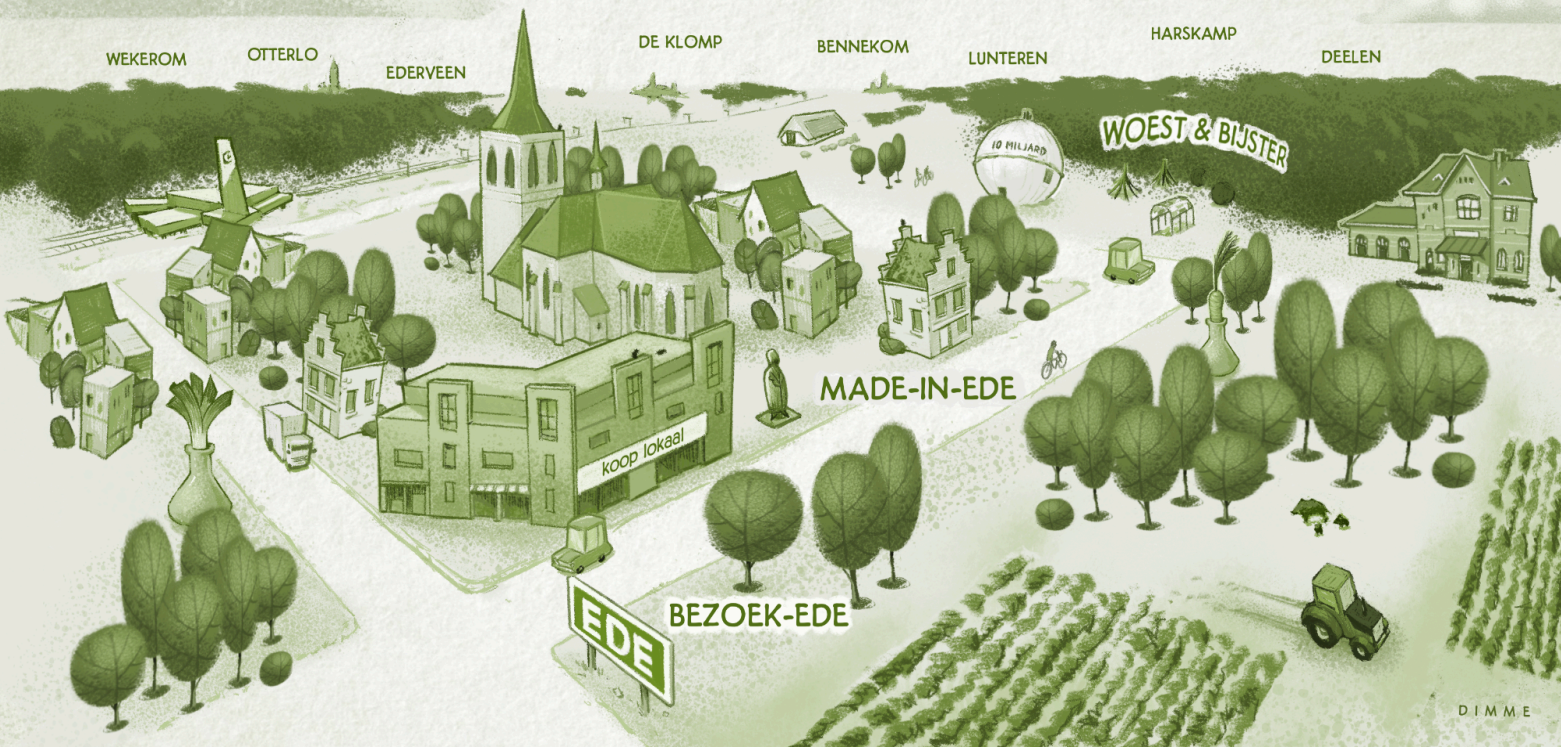 WEKEROM
OTTERLO
EDERVEEN
DE KLOMP
BENNEKOM
LUNTEREN
HARSKAMP
DEELEN
WOEST & BIJSTER
10 MILJARD
MADE-IN-EDE
koop lokaal
BEZOEK-EDE
EDE
DIMME